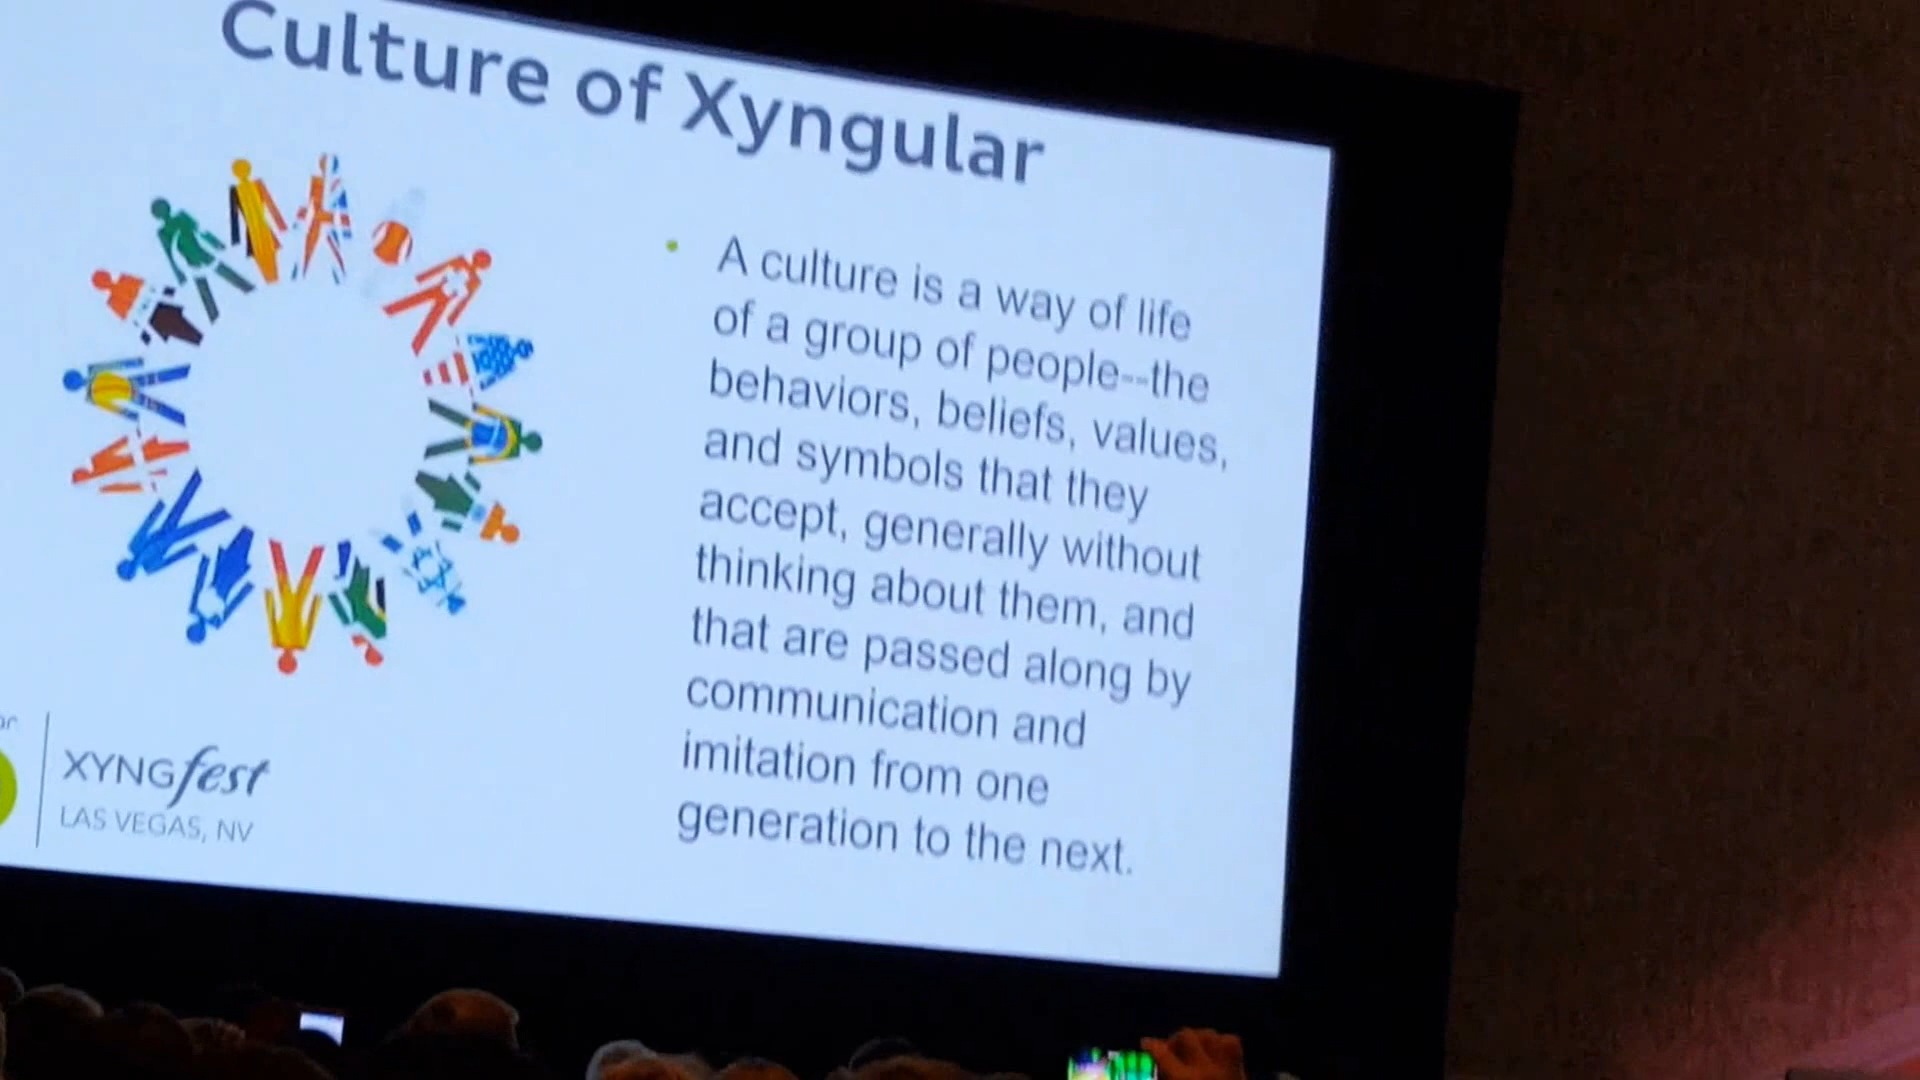 Culture of Xyngular
• A culture is a way of life
of a group of people--the
behaviors, beliefs, values,
and symbols that they
accept, generally without
thinking about them, and
that are passed along by
communication and
imitation from one
generation to the next.
XYNGfest
LAS VEGAS, NV